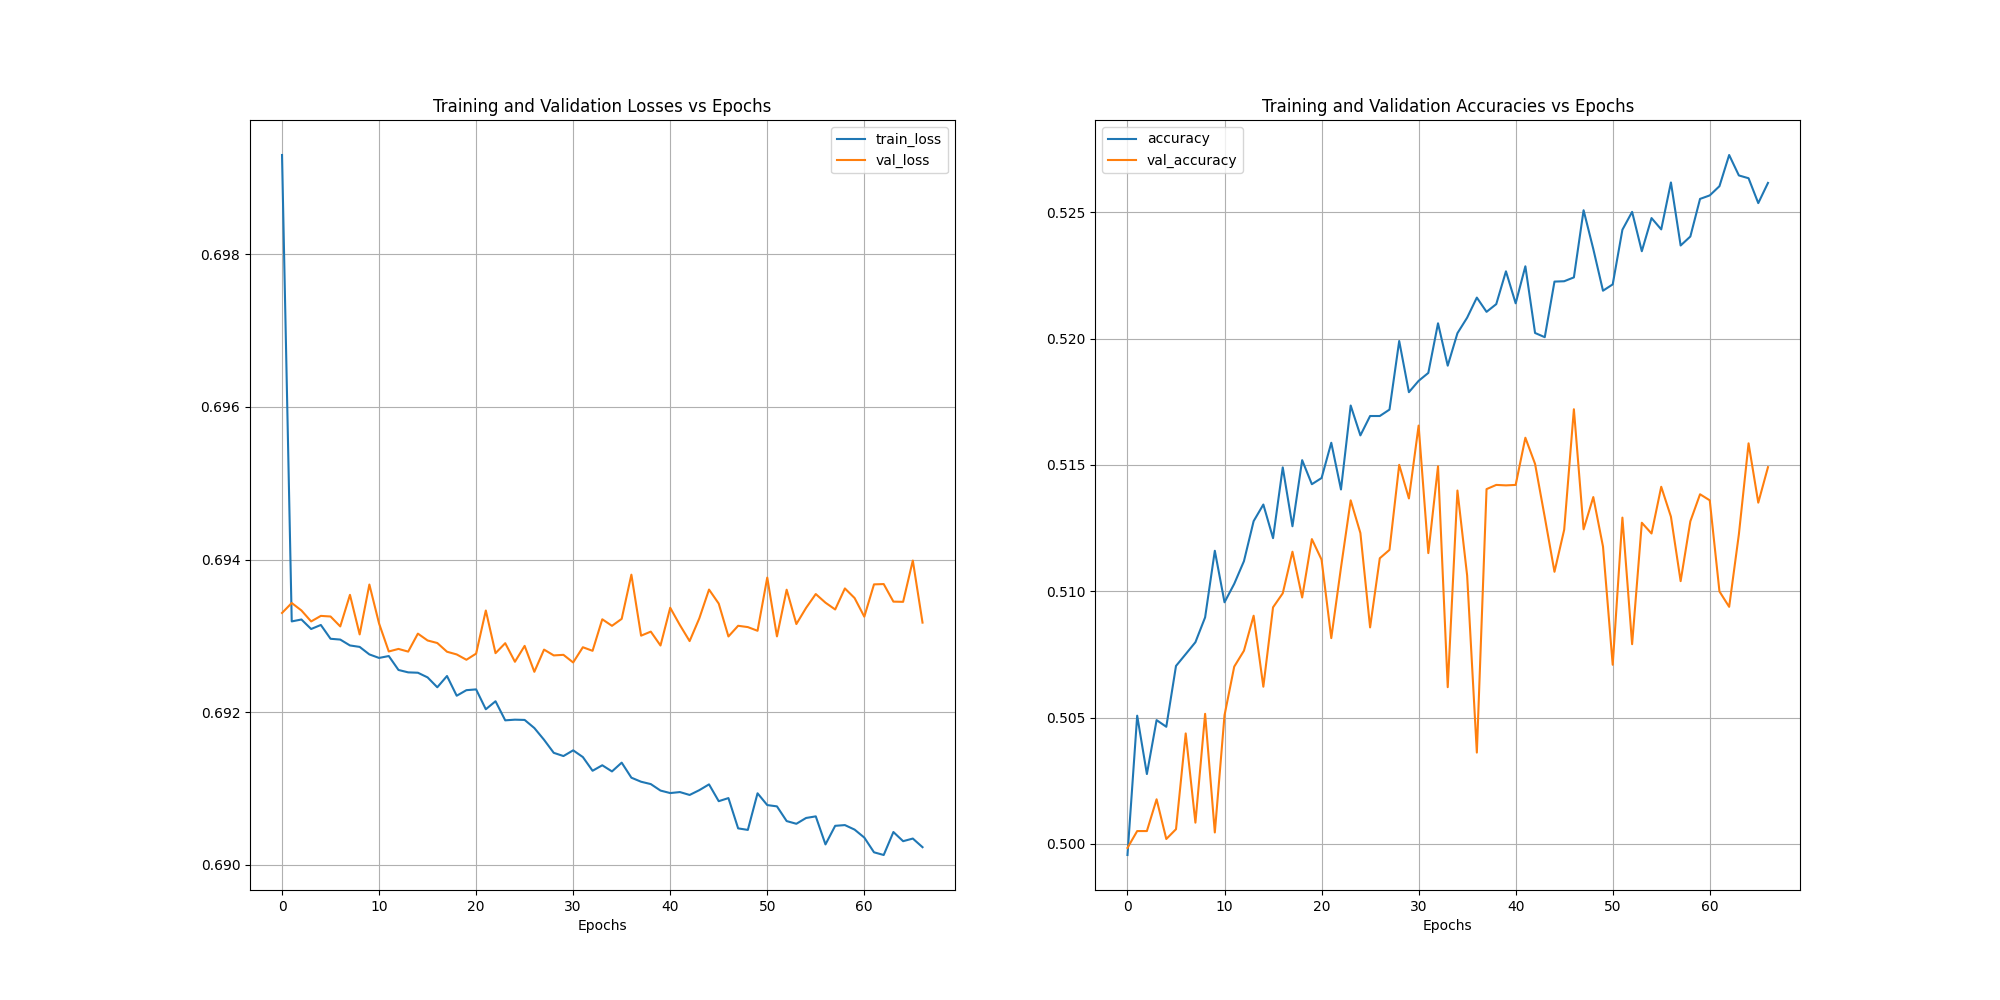 Training and Validation Losses vs Epochs
train_loss
val_loss
0.698
0.696
0.694
0.692
0.690
0 10 20 30 40 50 60
Epochs
Training and Validation Accuracies vs Epochs
accuracy
val_accuracy
0.525
0.520
0.515
0.510
0.505
0.500
0 10 20 30 40 50 60
Epochs